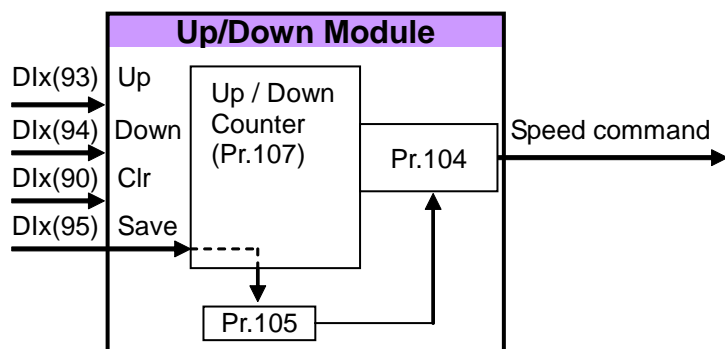 Up/Down Module
DIx(93) Up
DIx(94) Down
DIx(90) Clr
DIx(95) Save
Up / Down
Counter
(Pr.107)
Pr.104
Speed command
Pr.105